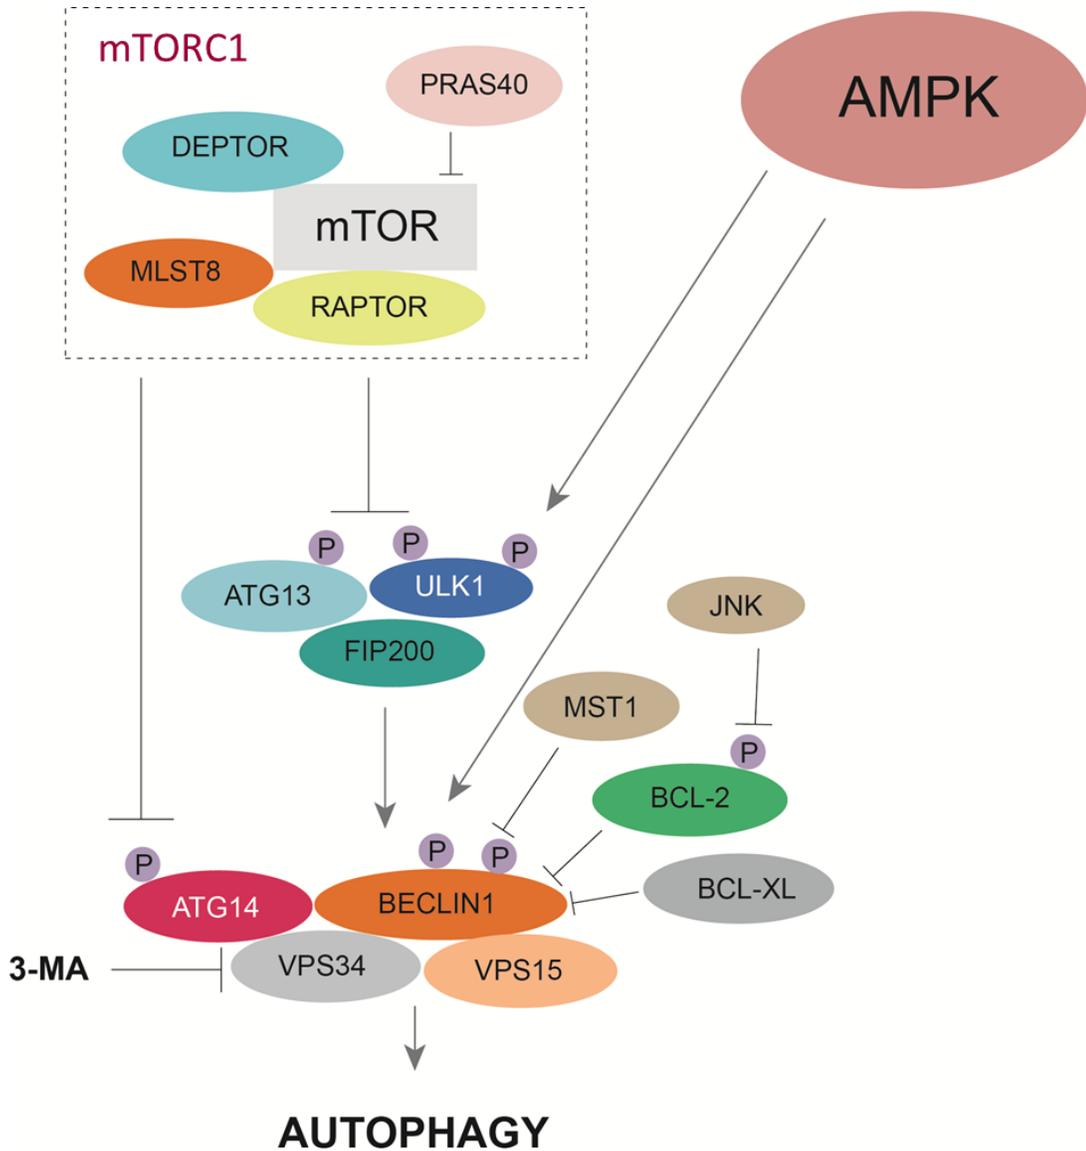 mTORC1
PRAS40
AMPK
DEPTOR
mTOR
MLST8
RAPTOR
P
P
P
ATG13
ULK1
JNK
FIP200
MST1
P
BCL-2
P
P
P
BCL-XL
ATG14
BECLIN1
3-MA
VPS34
VPS15
AUTOPHAGY